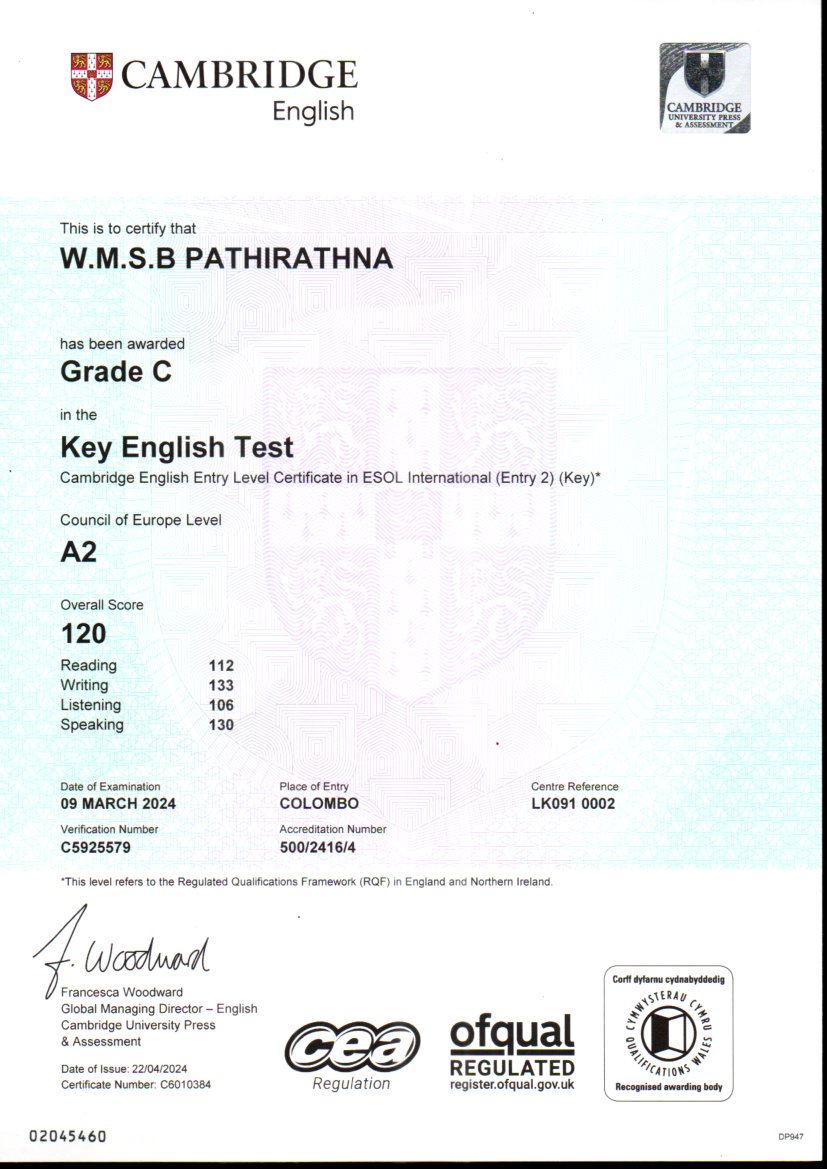 CAMBRIDGE
English
CAMBRIDGE
UNIVERSITY PRESS
& ASSESSMENT
This is to certify that
W.M.S.B PATHIRATHNA
has been awarded
Grade C
in the
Key English Test
Cambridge English Entry Level Certificate in ESOL International (Entry 2) (Key)*
Council of Europe Level
A2
Overall Score
120
Reading 112
Writing 133
Listening 106
Speaking 130
Date of Examination Place of Entry Centre Reference
09 MARCH 2024 COLOMBO LK091 0002
Verification Number Accreditation Number
C5925579 500/2416/4
*This level refers to the Regulated Qualifications Framework (RQF) in England and Northern Ireland.
F. Woodward
Francesca Woodward
Global Managing Director – English
Cambridge University Press
& Assessment
Date of Issue: 22/04/2024
Certificate Number: C6010384
cea
Regulation
ofqual
REGULATED
register.ofqual.gov.uk
Corff dyfarnu cydnabyddedig
CYMWYSTERAU CYMRU
QUALIFICATIONS WALES
Recognised awarding body
02045460
DP947